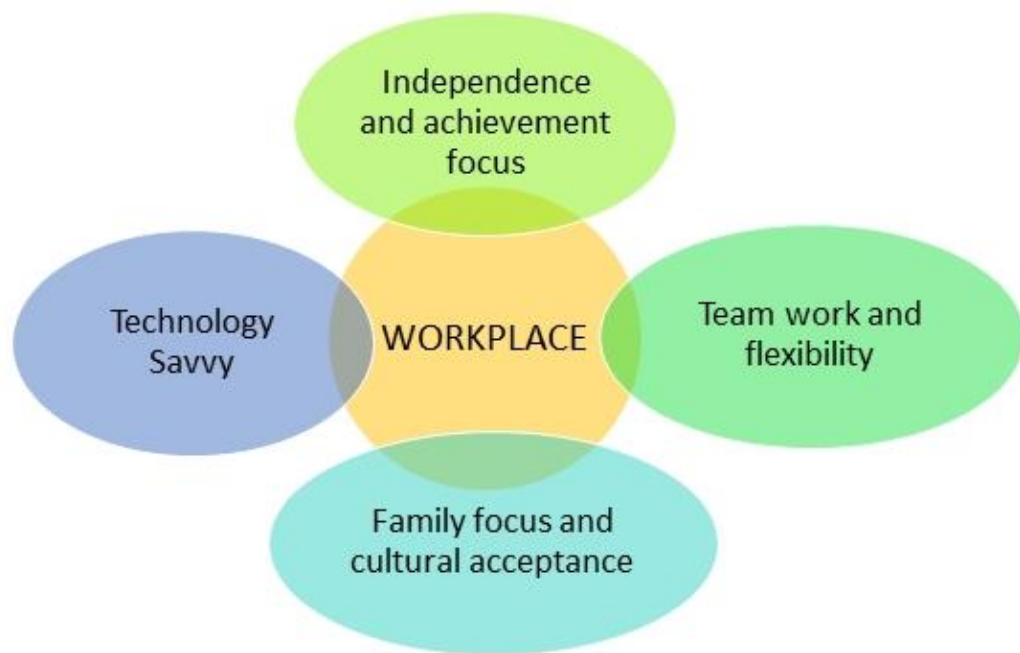 Independence
and achievement
focus
Technology
Savvy
WORKPLACE
Team work and
flexibility
Family focus and
cultural acceptance